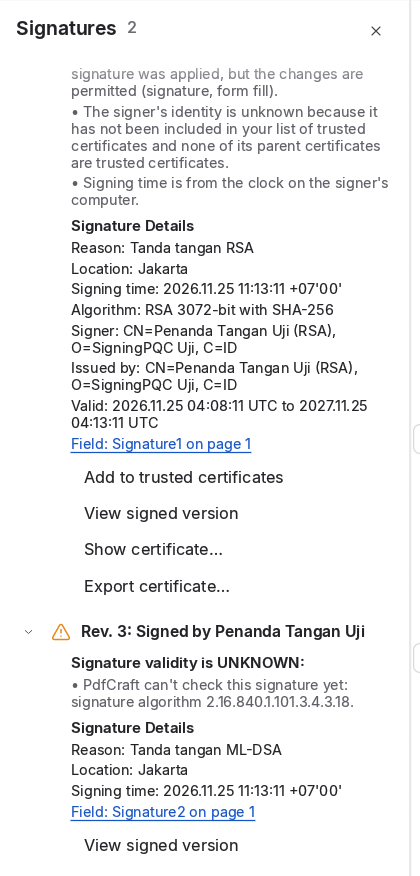 Signatures 2
signature was applied, but the changes are
permitted (signature, form fill).
• The signer's identity is unknown because it
has not been included in your list of trusted
certificates and none of its parent certificates
are trusted certificates.
• Signing time is from the clock on the signer's
computer.
Signature Details
Reason: Tanda tangan RSA
Location: Jakarta
Signing time: 2026.11.25 11:13:11 +07'00'
Algorithm: RSA 3072-bit with SHA-256
Signer: CN=Penanda Tangan Uji (RSA),
O=SigningPQC Uji, C=ID
Issued by: CN=Penanda Tangan Uji (RSA),
O=SigningPQC Uji, C=ID
Valid: 2026.11.25 04:08:11 UTC to 2027.11.25
04:13:11 UTC
Field: Signature1 on page 1
Add to trusted certificates
View signed version
Show certificate...
Export certificate...
Rev. 3: Signed by Penanda Tangan Uji
Signature validity is UNKNOWN:
• PdfCraft can't check this signature yet:
signature algorithm 2.16.840.1.101.3.4.3.18.
Signature Details
Reason: Tanda tangan ML-DSA
Location: Jakarta
Signing time: 2026.11.25 11:13:11 +07'00'
Field: Signature2 on page 1
View signed version